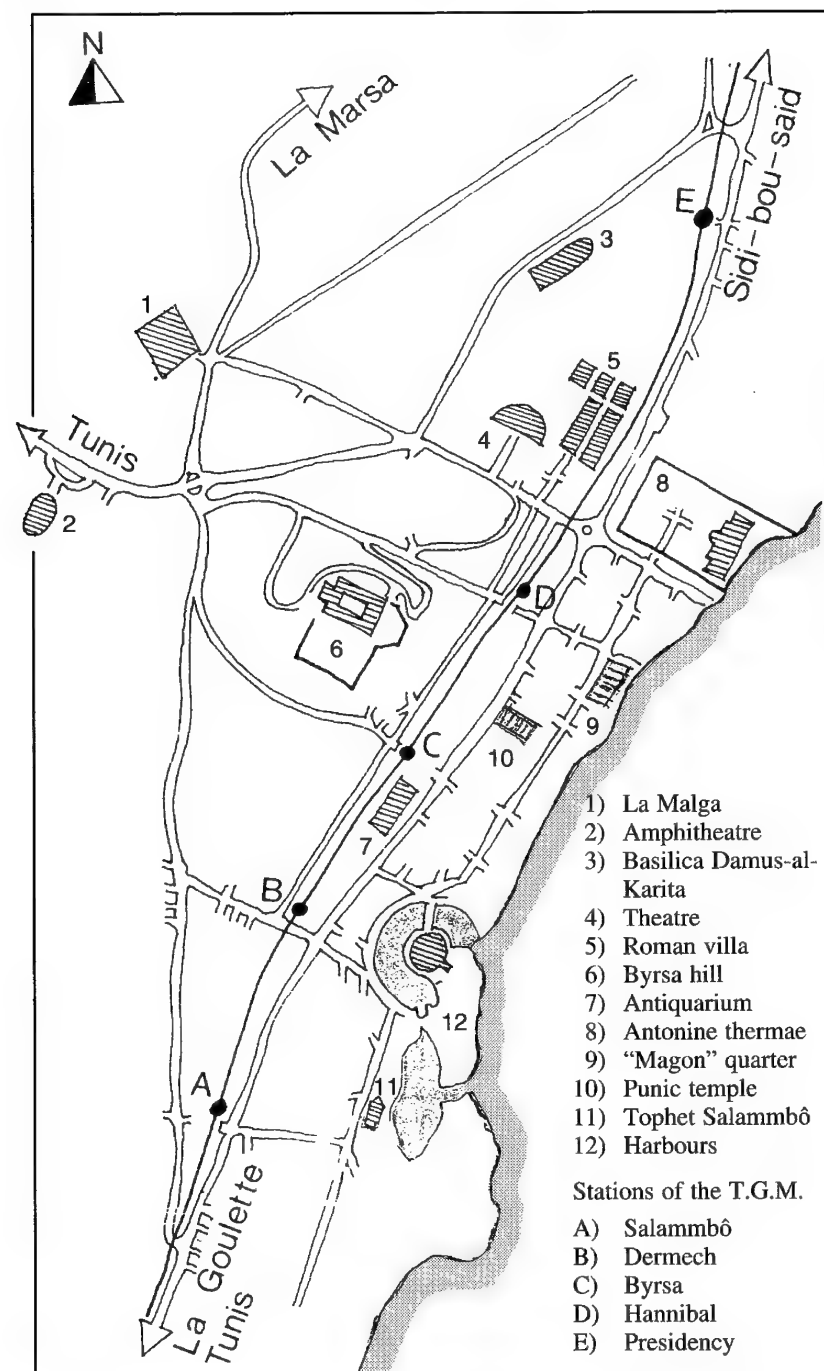 N
La Marsa
Sidi-bou-said
E
3
1
5
4
Tunis
2
8
D
6
9
10
C
7
B
12
A
11
La Goulette
Tunis
1) La Malga
2) Amphitheatre
3) Basilica Damus-al-
Karita
4) Theatre
5) Roman villa
6) Byrsa hill
7) Antiquarium
8) Antonine thermae
9) “Magon” quarter
10) Punic temple
11) Tophet Salammbô
12) Harbours
Stations of the T.G.M.
A) Salammbô
B) Dermech
C) Byrsa
D) Hannibal
E) Presidency